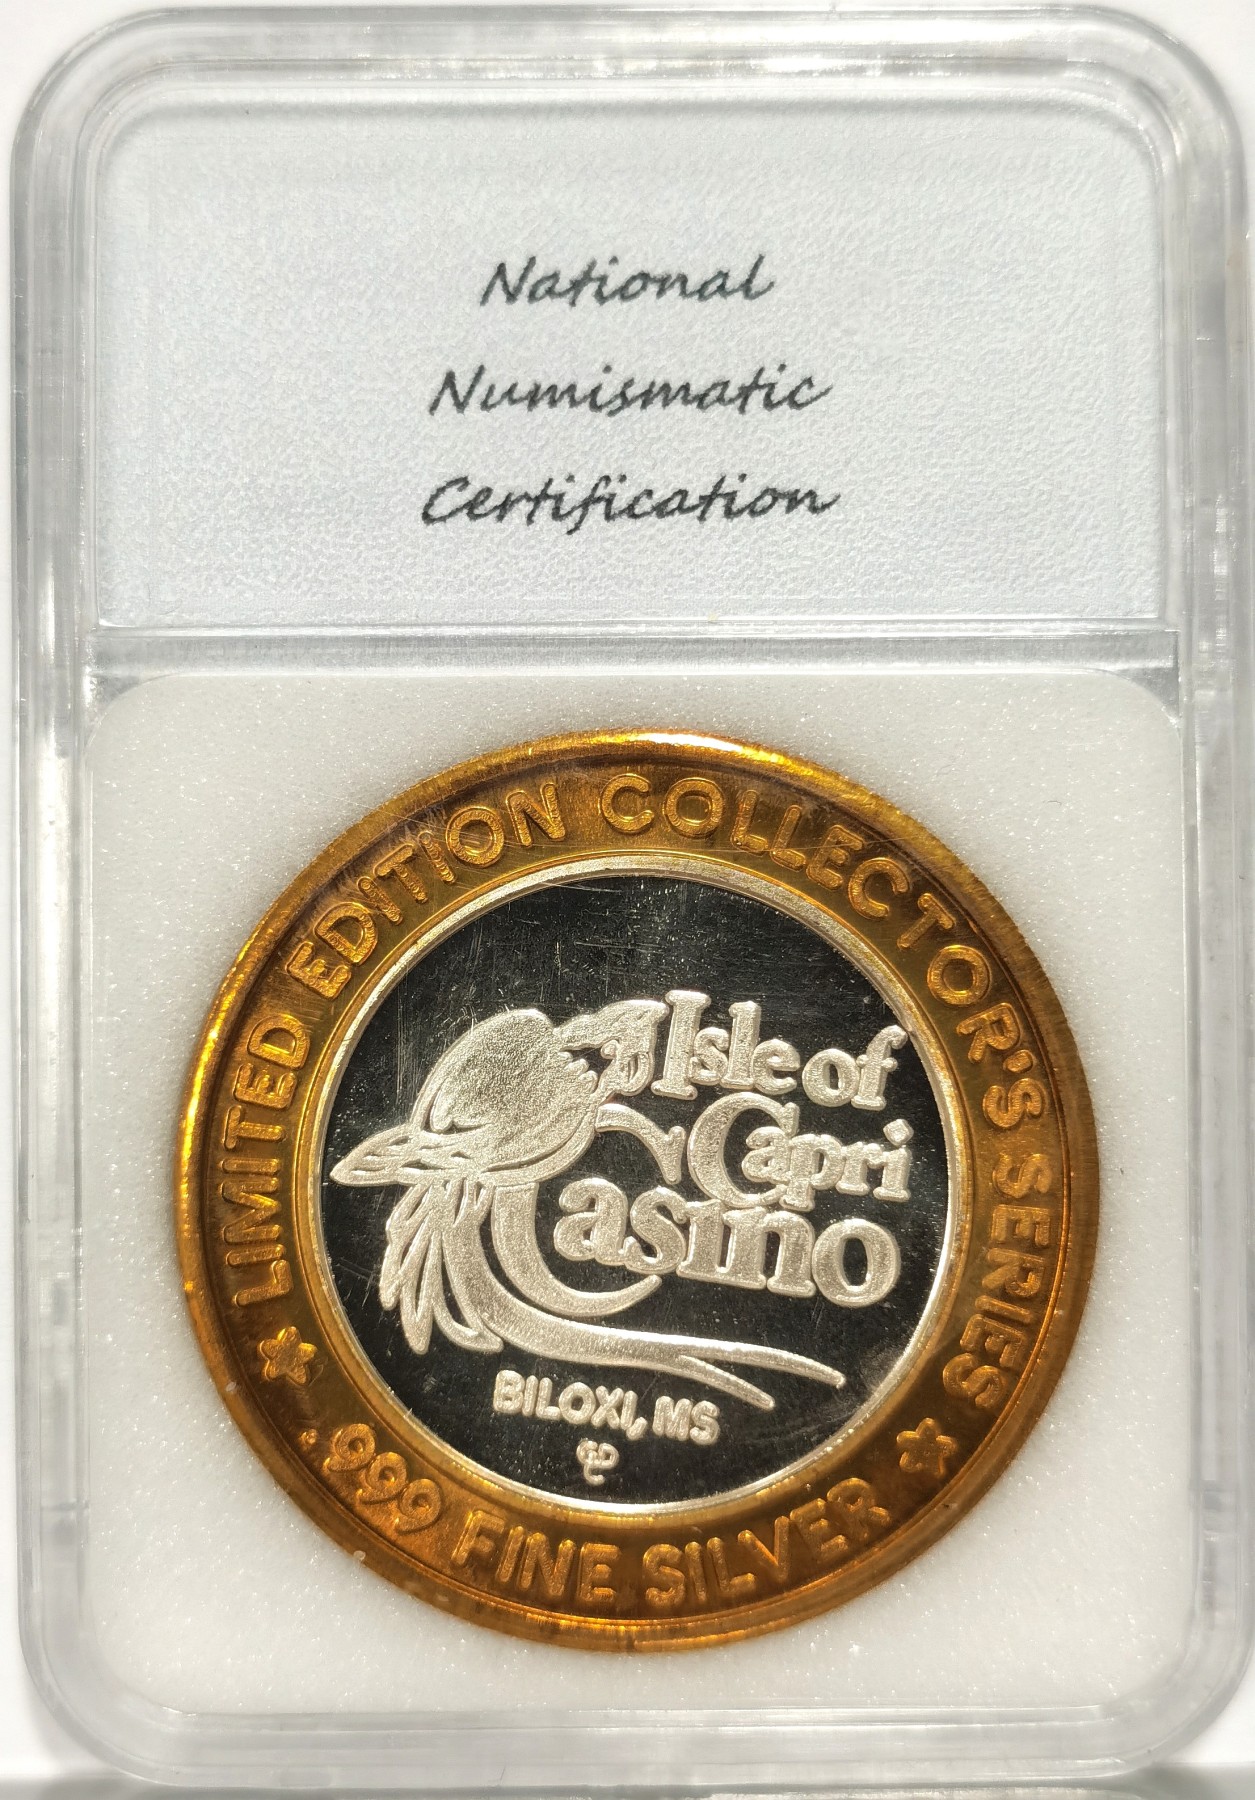 National
Numismatic
Certification
LIMITED EDITION COLLECTOR'S SERIES
Isle of
Capri
Casino
BILOXI, MS
.999 FINE SILVER